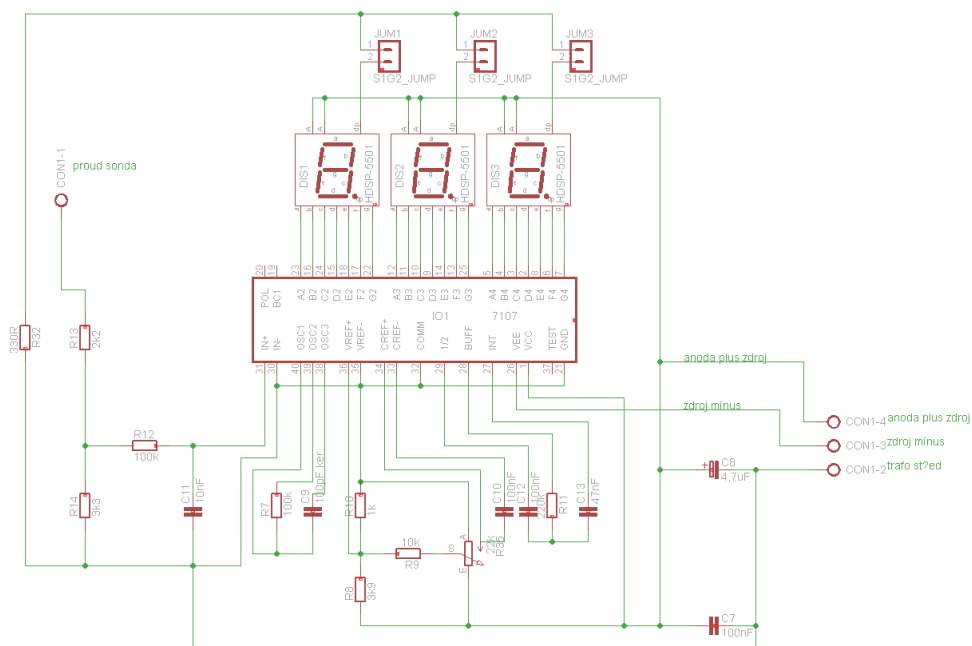 JUM1 JUM2 JUM3
1 1 1
2 2 2
S1G2_JUMP S1G2_JUMP S1G2_JUMP
A A dp A A dp A A dp
CON1-1 proud sonda
DIS1 HDSP-5501 DIS2 HDSP-5501 DIS3 HDSP-5501
a b c d e f g a b c d e f g a b c d e f g
20 19 23 16 24 15 18 17 22 12 11 10 9 14 13 25 5 4 3 2 8 6 7
POL BC1 A2 B2 C2 D2 E2 F2 G2 A3 B3 C3 D3 E3 F3 G3 A4 B4 C4 D4 E4 F4 G4
IO1 7107
IN+ IN- OSC1 OSC2 OSC3 VREF+ VREF- CREF+ CREF- COMM 1/2 BUFF INT VEE VCC TEST GND
31 30 40 39 38 36 35 34 33 32 29 28 27 26 1 37 21
330R R32
R13 2k2
anoda plus zdroj
zdroj mínus
CON1-4 anoda plus zdroj
CON1-3 zdroj mínus
CON1-2 trafo st?ed
R12
100k
C8
4,7uF
R14 3k3
C11 10nF
R7 100k
C9 100pF ker
R10 1k
C10 100nF
C12 100nF
220k R11
C13 47nF
10k
R9
A
S
E
22k R35
R8 3k9
C7
100nF